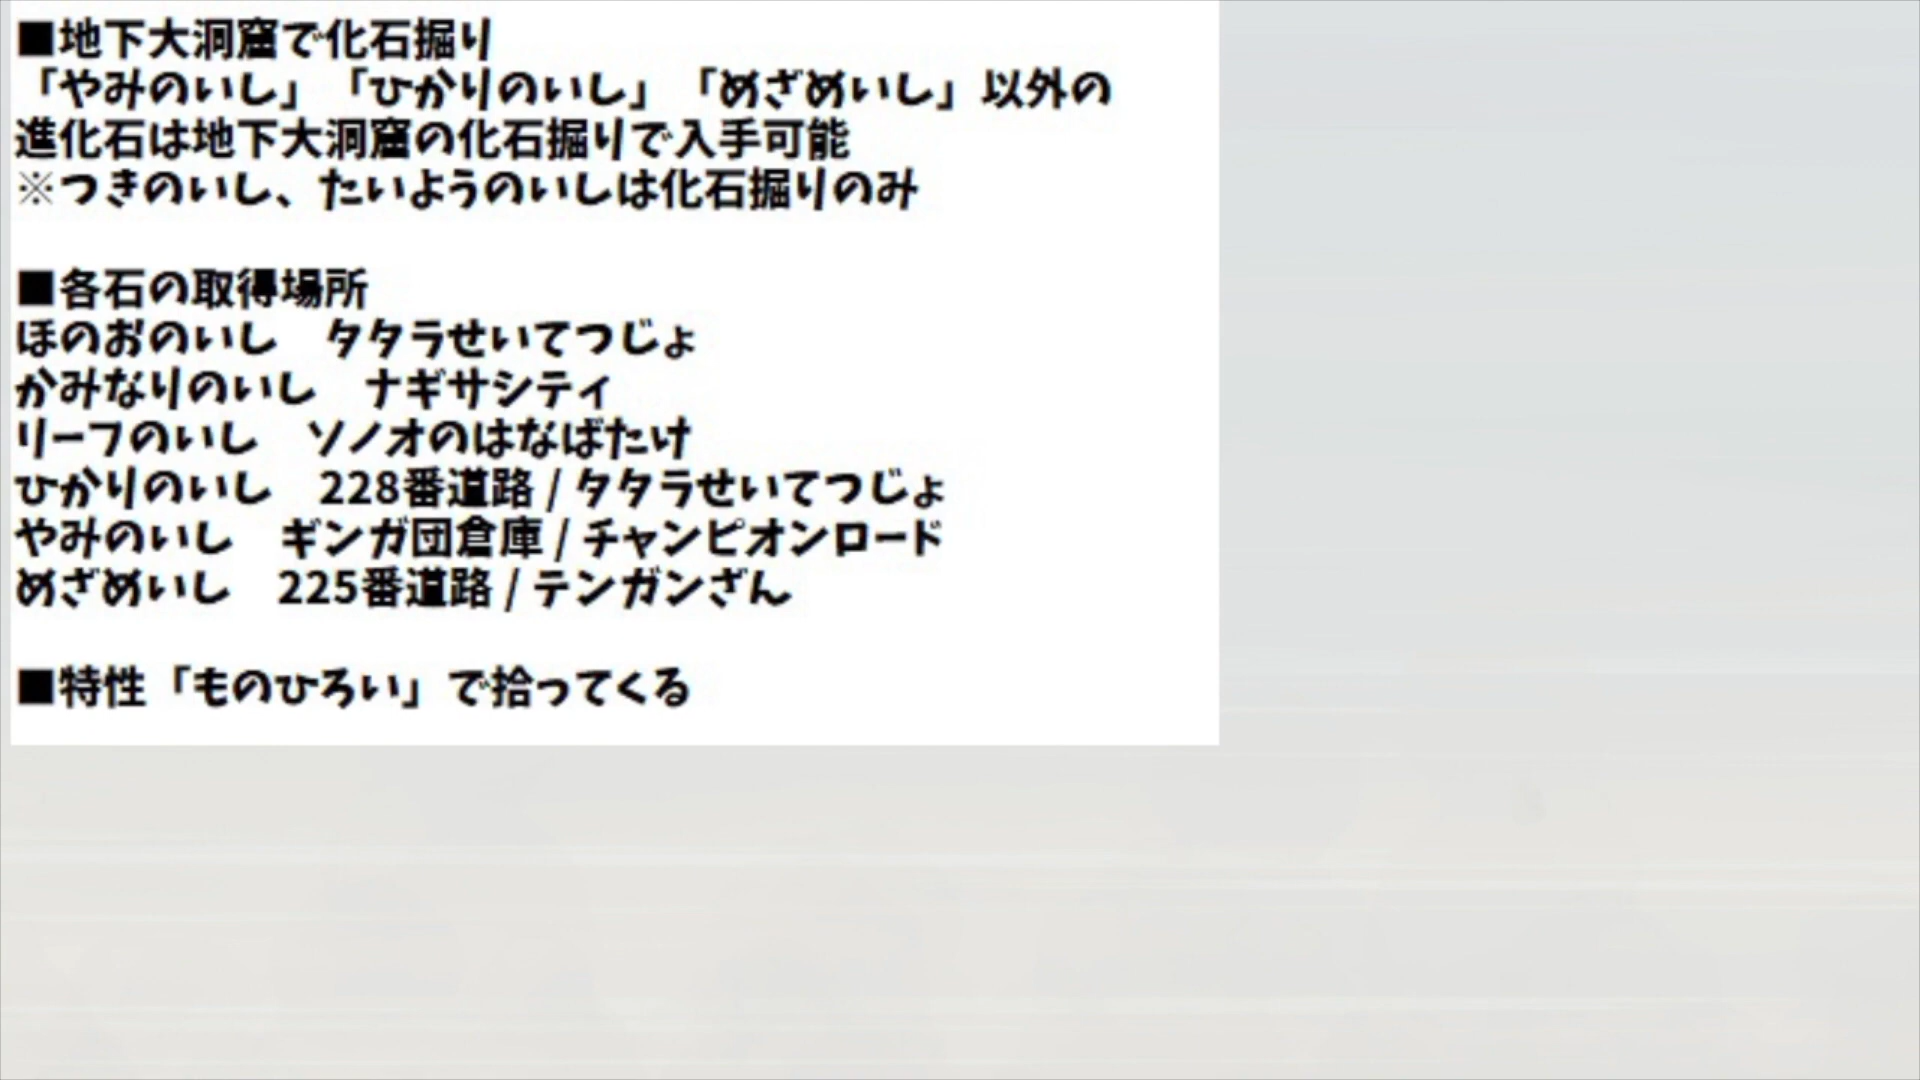 ■地下大洞窟で化石掘り
「やみのいし」「ひかりのいし」「めざめいし」以外の
進化石は地下大洞窟の化石掘りで入手可能
※つきのいし、たいようのいしは化石掘りのみ
■各石の取得場所
ほのおのいし　タタラせいてつじょ
かみなりのいし　ナギサシティ
リーフのいし　ソノオのはなばたけ
ひかりのいし　228番道路 / タタラせいてつじょ
やみのいし　ギンガ団倉庫 / チャンピオンロード
めざめいし　225番道路 / テンガンざん
■特性「ものひろい」で拾ってくる